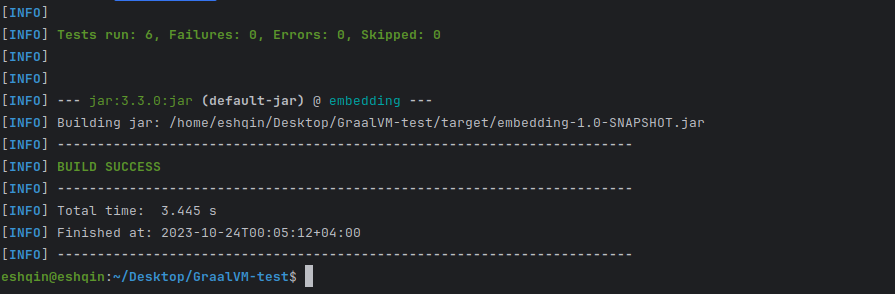 [INFO]
[INFO] Tests run: 6, Failures: 0, Errors: 0, Skipped: 0
[INFO]
[INFO]
[INFO] --- jar:3.3.0:jar (default-jar) @ embedding ---
[INFO] Building jar: /home/eshqin/Desktop/GraalVM-test/target/embedding-1.0-SNAPSHOT.jar
[INFO] ------------------------------------------------------------------------
[INFO] BUILD SUCCESS
[INFO] ------------------------------------------------------------------------
[INFO] Total time:  3.445 s
[INFO] Finished at: 2023-10-24T00:05:12+04:00
[INFO] ------------------------------------------------------------------------
eshqin@eshqin:~/Desktop/GraalVM-test$